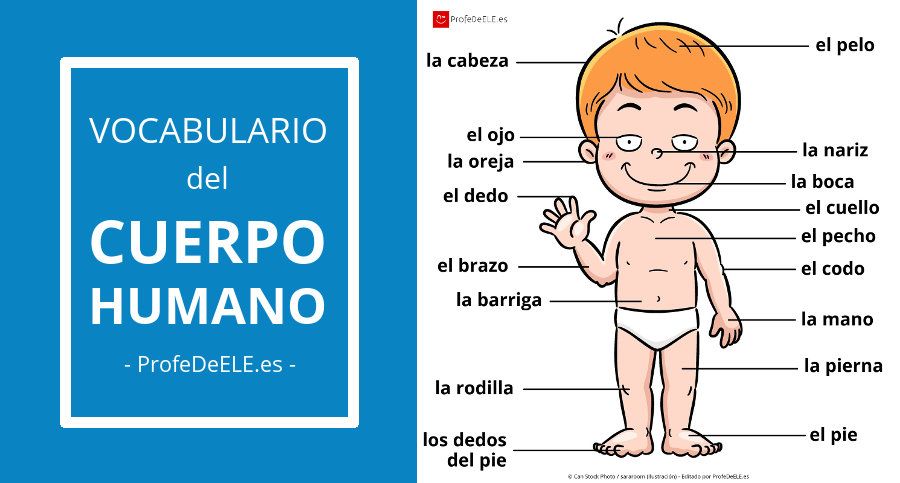 VOCABULARIO
del
CUERPO
HUMANO
- ProfeDeELE.es -
ProfeDeELE.es
el pelo
la cabeza
el ojo
la nariz
la oreja
la boca
el dedo
el cuello
el pecho
el brazo
el codo
la barriga
la mano
la pierna
la rodilla
el pie
los dedos
del pie
© Can Stock Photo / sararoom (ilustración) - Editado por ProfeDeELE.es